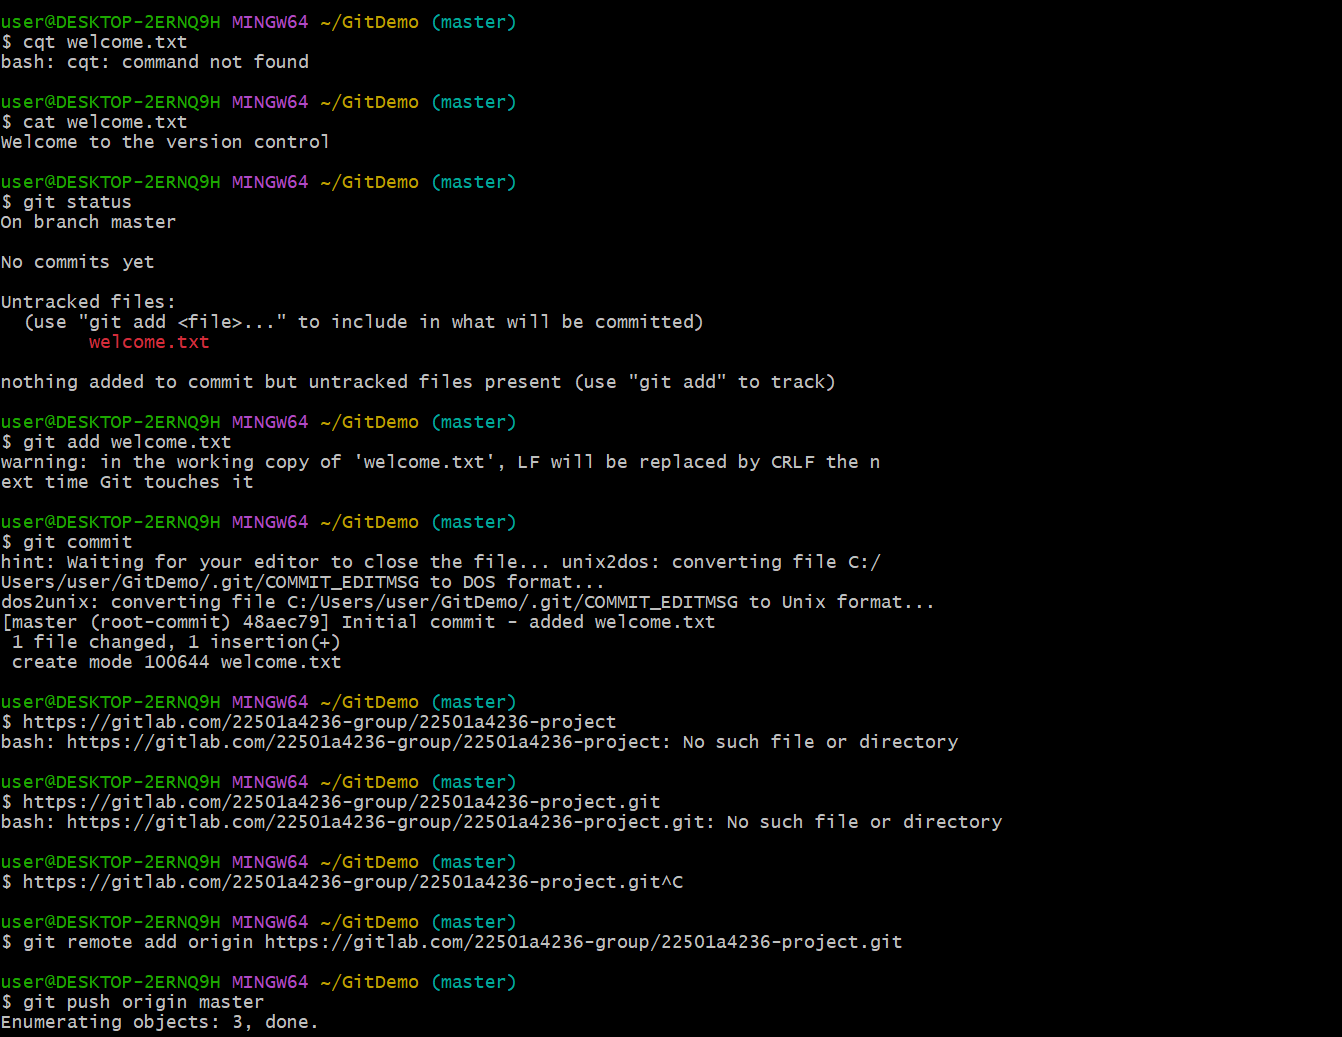 user@DESKTOP-2ERNQ9H MINGW64 ~/GitDemo (master)
$ cqt welcome.txt
bash: cqt: command not found
user@DESKTOP-2ERNQ9H MINGW64 ~/GitDemo (master)
$ cat welcome.txt
Welcome to the version control
user@DESKTOP-2ERNQ9H MINGW64 ~/GitDemo (master)
$ git status
On branch master
No commits yet
Untracked files:
  (use "git add <file>..." to include in what will be committed)
        welcome.txt
nothing added to commit but untracked files present (use "git add" to track)
user@DESKTOP-2ERNQ9H MINGW64 ~/GitDemo (master)
$ git add welcome.txt
warning: in the working copy of 'welcome.txt', LF will be replaced by CRLF the n
ext time Git touches it
user@DESKTOP-2ERNQ9H MINGW64 ~/GitDemo (master)
$ git commit
hint: Waiting for your editor to close the file... unix2dos: converting file C:/
Users/user/GitDemo/.git/COMMIT_EDITMSG to DOS format...
dos2unix: converting file C:/Users/user/GitDemo/.git/COMMIT_EDITMSG to Unix format...
[master (root-commit) 48aec79] Initial commit - added welcome.txt
 1 file changed, 1 insertion(+)
 create mode 100644 welcome.txt
user@DESKTOP-2ERNQ9H MINGW64 ~/GitDemo (master)
$ https://gitlab.com/22501a4236-group/22501a4236-project
bash: https://gitlab.com/22501a4236-group/22501a4236-project: No such file or directory
user@DESKTOP-2ERNQ9H MINGW64 ~/GitDemo (master)
$ https://gitlab.com/22501a4236-group/22501a4236-project.git
bash: https://gitlab.com/22501a4236-group/22501a4236-project.git: No such file or directory
user@DESKTOP-2ERNQ9H MINGW64 ~/GitDemo (master)
$ https://gitlab.com/22501a4236-group/22501a4236-project.git^C
user@DESKTOP-2ERNQ9H MINGW64 ~/GitDemo (master)
$ git remote add origin https://gitlab.com/22501a4236-group/22501a4236-project.git
user@DESKTOP-2ERNQ9H MINGW64 ~/GitDemo (master)
$ git push origin master
Enumerating objects: 3, done.